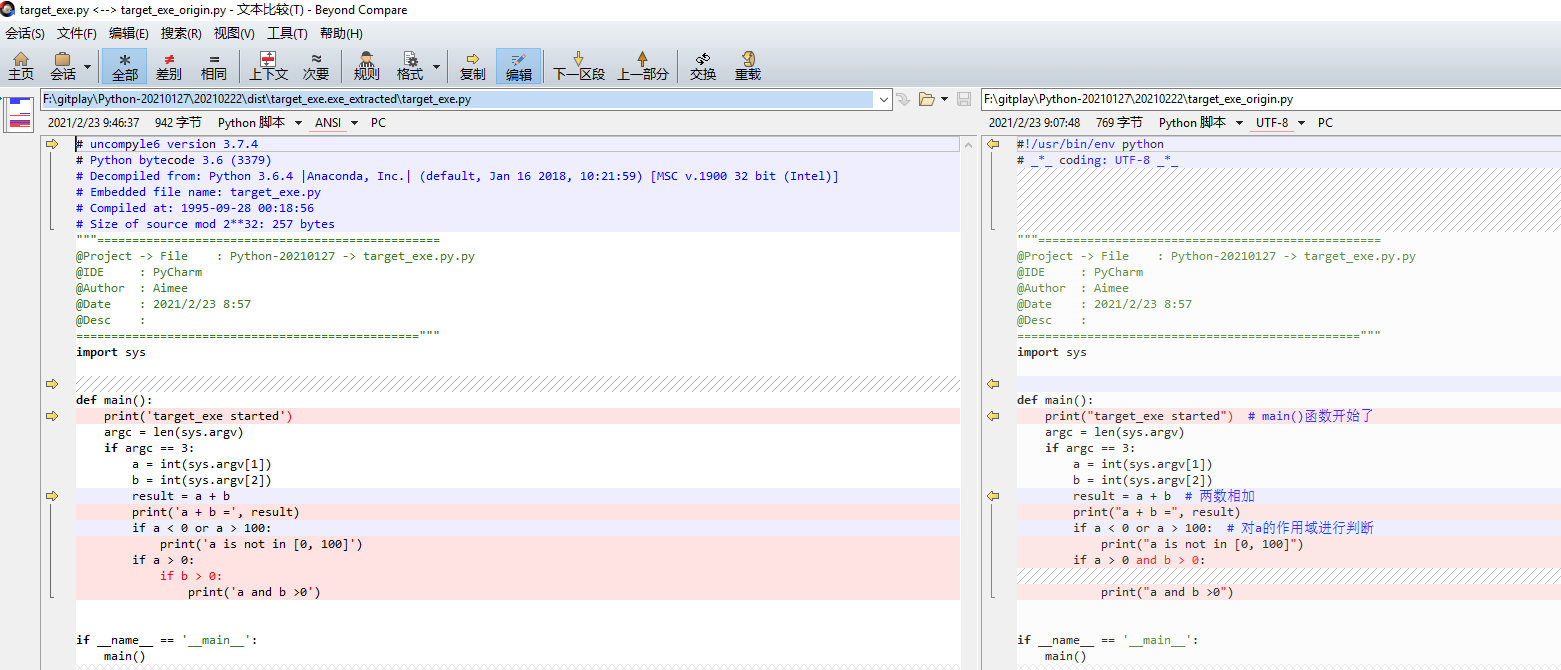 target_exe.py <--> target_exe_origin.py - 文本比较(T) - Beyond Compare
会话(S) 文件(F) 编辑(E) 搜索(R) 视图(V) 工具(T) 帮助(H)
主页 会话 全部 差别 相同 上下文 次要 规则 格式 复制 编辑 下一区段 上一部分 交换 重载
F:\gitplay\Python-20210127\20210222\dist\target_exe.exe_extracted\target_exe.py
2021/2/23 9:46:37 942 字节 Python 脚本 ANSI PC
# uncompyle6 version 3.7.4
# Python bytecode 3.6 (3379)
# Decompiled from: Python 3.6.4 |Anaconda, Inc.| (default, Jan 16 2018, 10:21:59) [MSC v.1900 32 bit (Intel)]
# Embedded file name: target_exe.py
# Compiled at: 1995-09-28 00:18:56
# Size of source mod 2**32: 257 bytes
"""=================================================
@Project -> File    : Python-20210127 -> target_exe.py.py
@IDE     : PyCharm
@Author  : Aimee
@Date    : 2021/2/23 8:57
@Desc    :
================================================="""
import sys
def main():
    print('target_exe started')
    argc = len(sys.argv)
    if argc == 3:
        a = int(sys.argv[1])
        b = int(sys.argv[2])
        result = a + b
        print('a + b =', result)
        if a < 0 or a > 100:
            print('a is not in [0, 100]')
        if a > 0:
            if b > 0:
                print('a and b >0')
if __name__ == '__main__':
    main()
F:\gitplay\Python-20210127\20210222\target_exe_origin.py
2021/2/23 9:07:48 769 字节 Python 脚本 UTF-8 PC
#!/usr/bin/env python
# _*_ coding: UTF-8 _*_
"""=================================================
@Project -> File    : Python-20210127 -> target_exe.py.py
@IDE     : PyCharm
@Author  : Aimee
@Date    : 2021/2/23 8:57
@Desc    :
================================================="""
import sys
def main():
    print("target_exe started")  # main()函数开始了
    argc = len(sys.argv)
    if argc == 3:
        a = int(sys.argv[1])
        b = int(sys.argv[2])
        result = a + b  # 两数相加
        print("a + b =", result)
        if a < 0 or a > 100:  # 对a的作用域进行判断
            print("a is not in [0, 100]")
        if a > 0 and b > 0:
            print("a and b >0")
if __name__ == '__main__':
    main()